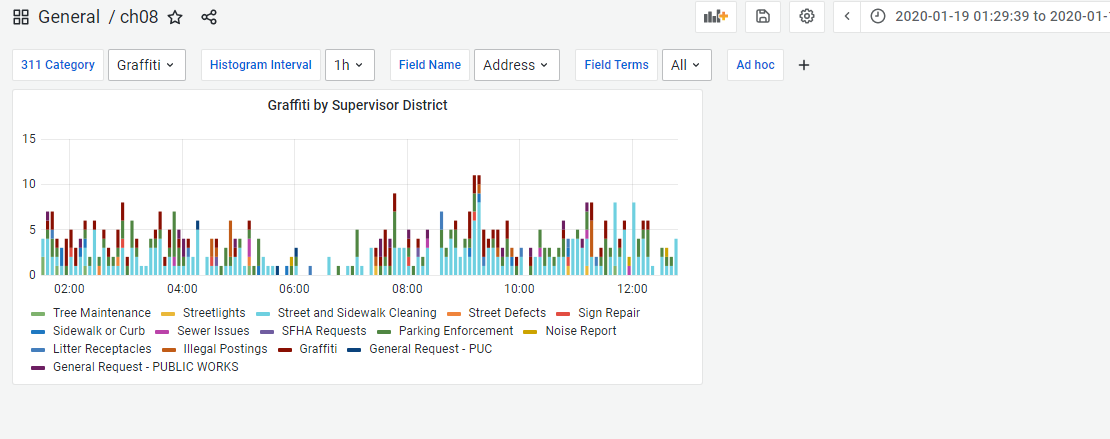 General / ch08
2020-01-19 01:29:39 to 2020-01-
311 Category Graffiti Histogram Interval 1h Field Name Address Field Terms All Ad hoc +
Graffiti by Supervisor District
15
10
5
0
02:00 04:00 06:00 08:00 10:00 12:00
Tree Maintenance Streetlights Street and Sidewalk Cleaning Street Defects Sign Repair
Sidewalk or Curb Sewer Issues SFHA Requests Parking Enforcement Noise Report
Litter Receptacles Illegal Postings Graffiti General Request - PUC
General Request - PUBLIC WORKS